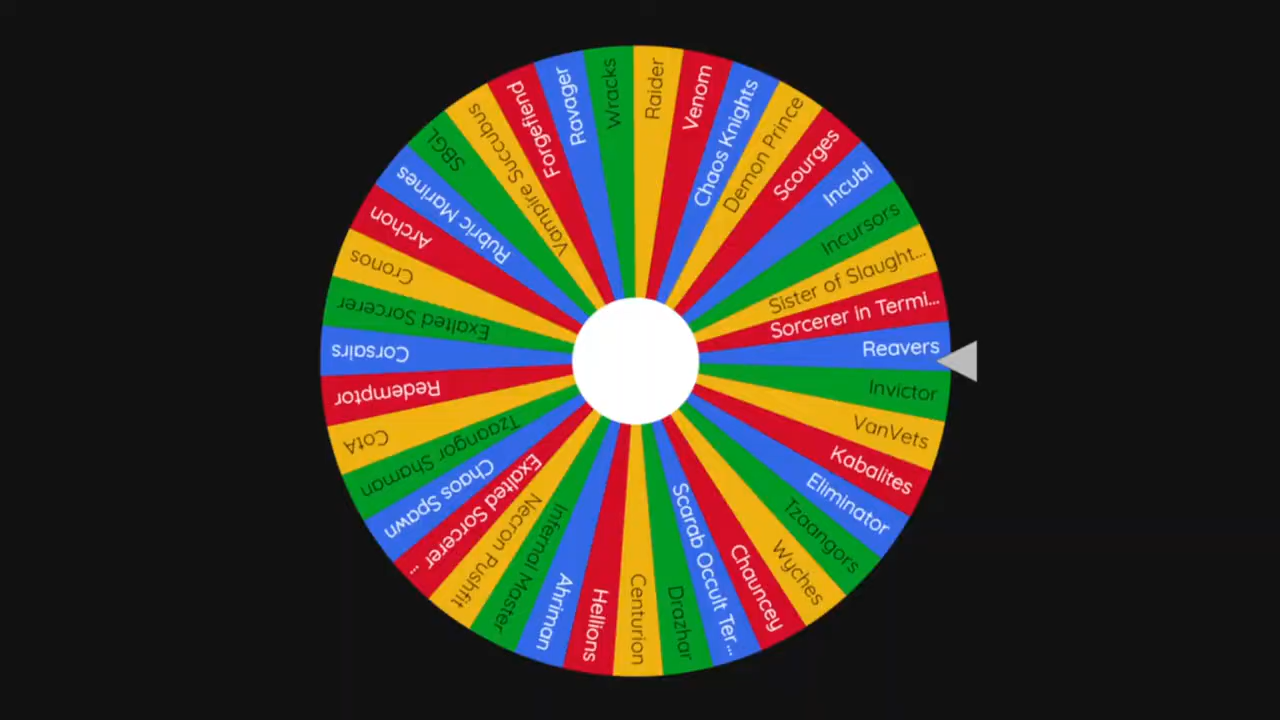 Raider
Venom
Chaos Knights
Demon Prince
Scourges
Incubi
Incursors
Sister of Slaught...
Sorcerer in Termi...
Reavers
Invictor
VanVets
Kabalites
Eliminator
Tzaangors
Wyches
Chauncey
Scarab Occult Ter...
Drazhar
Centurion
Hellions
Ahriman
Infernal Master
Necron Pushfit
Exalted Sorcerer ...
Chaos Spawn
Tzaangor Shaman
CotA
Redemptor
Corsairs
Exalted Sorcerer
Cronos
Archon
Rubric Marines
SBGL
Vampire Succubus
Forgefiend
Ravager
Wracks